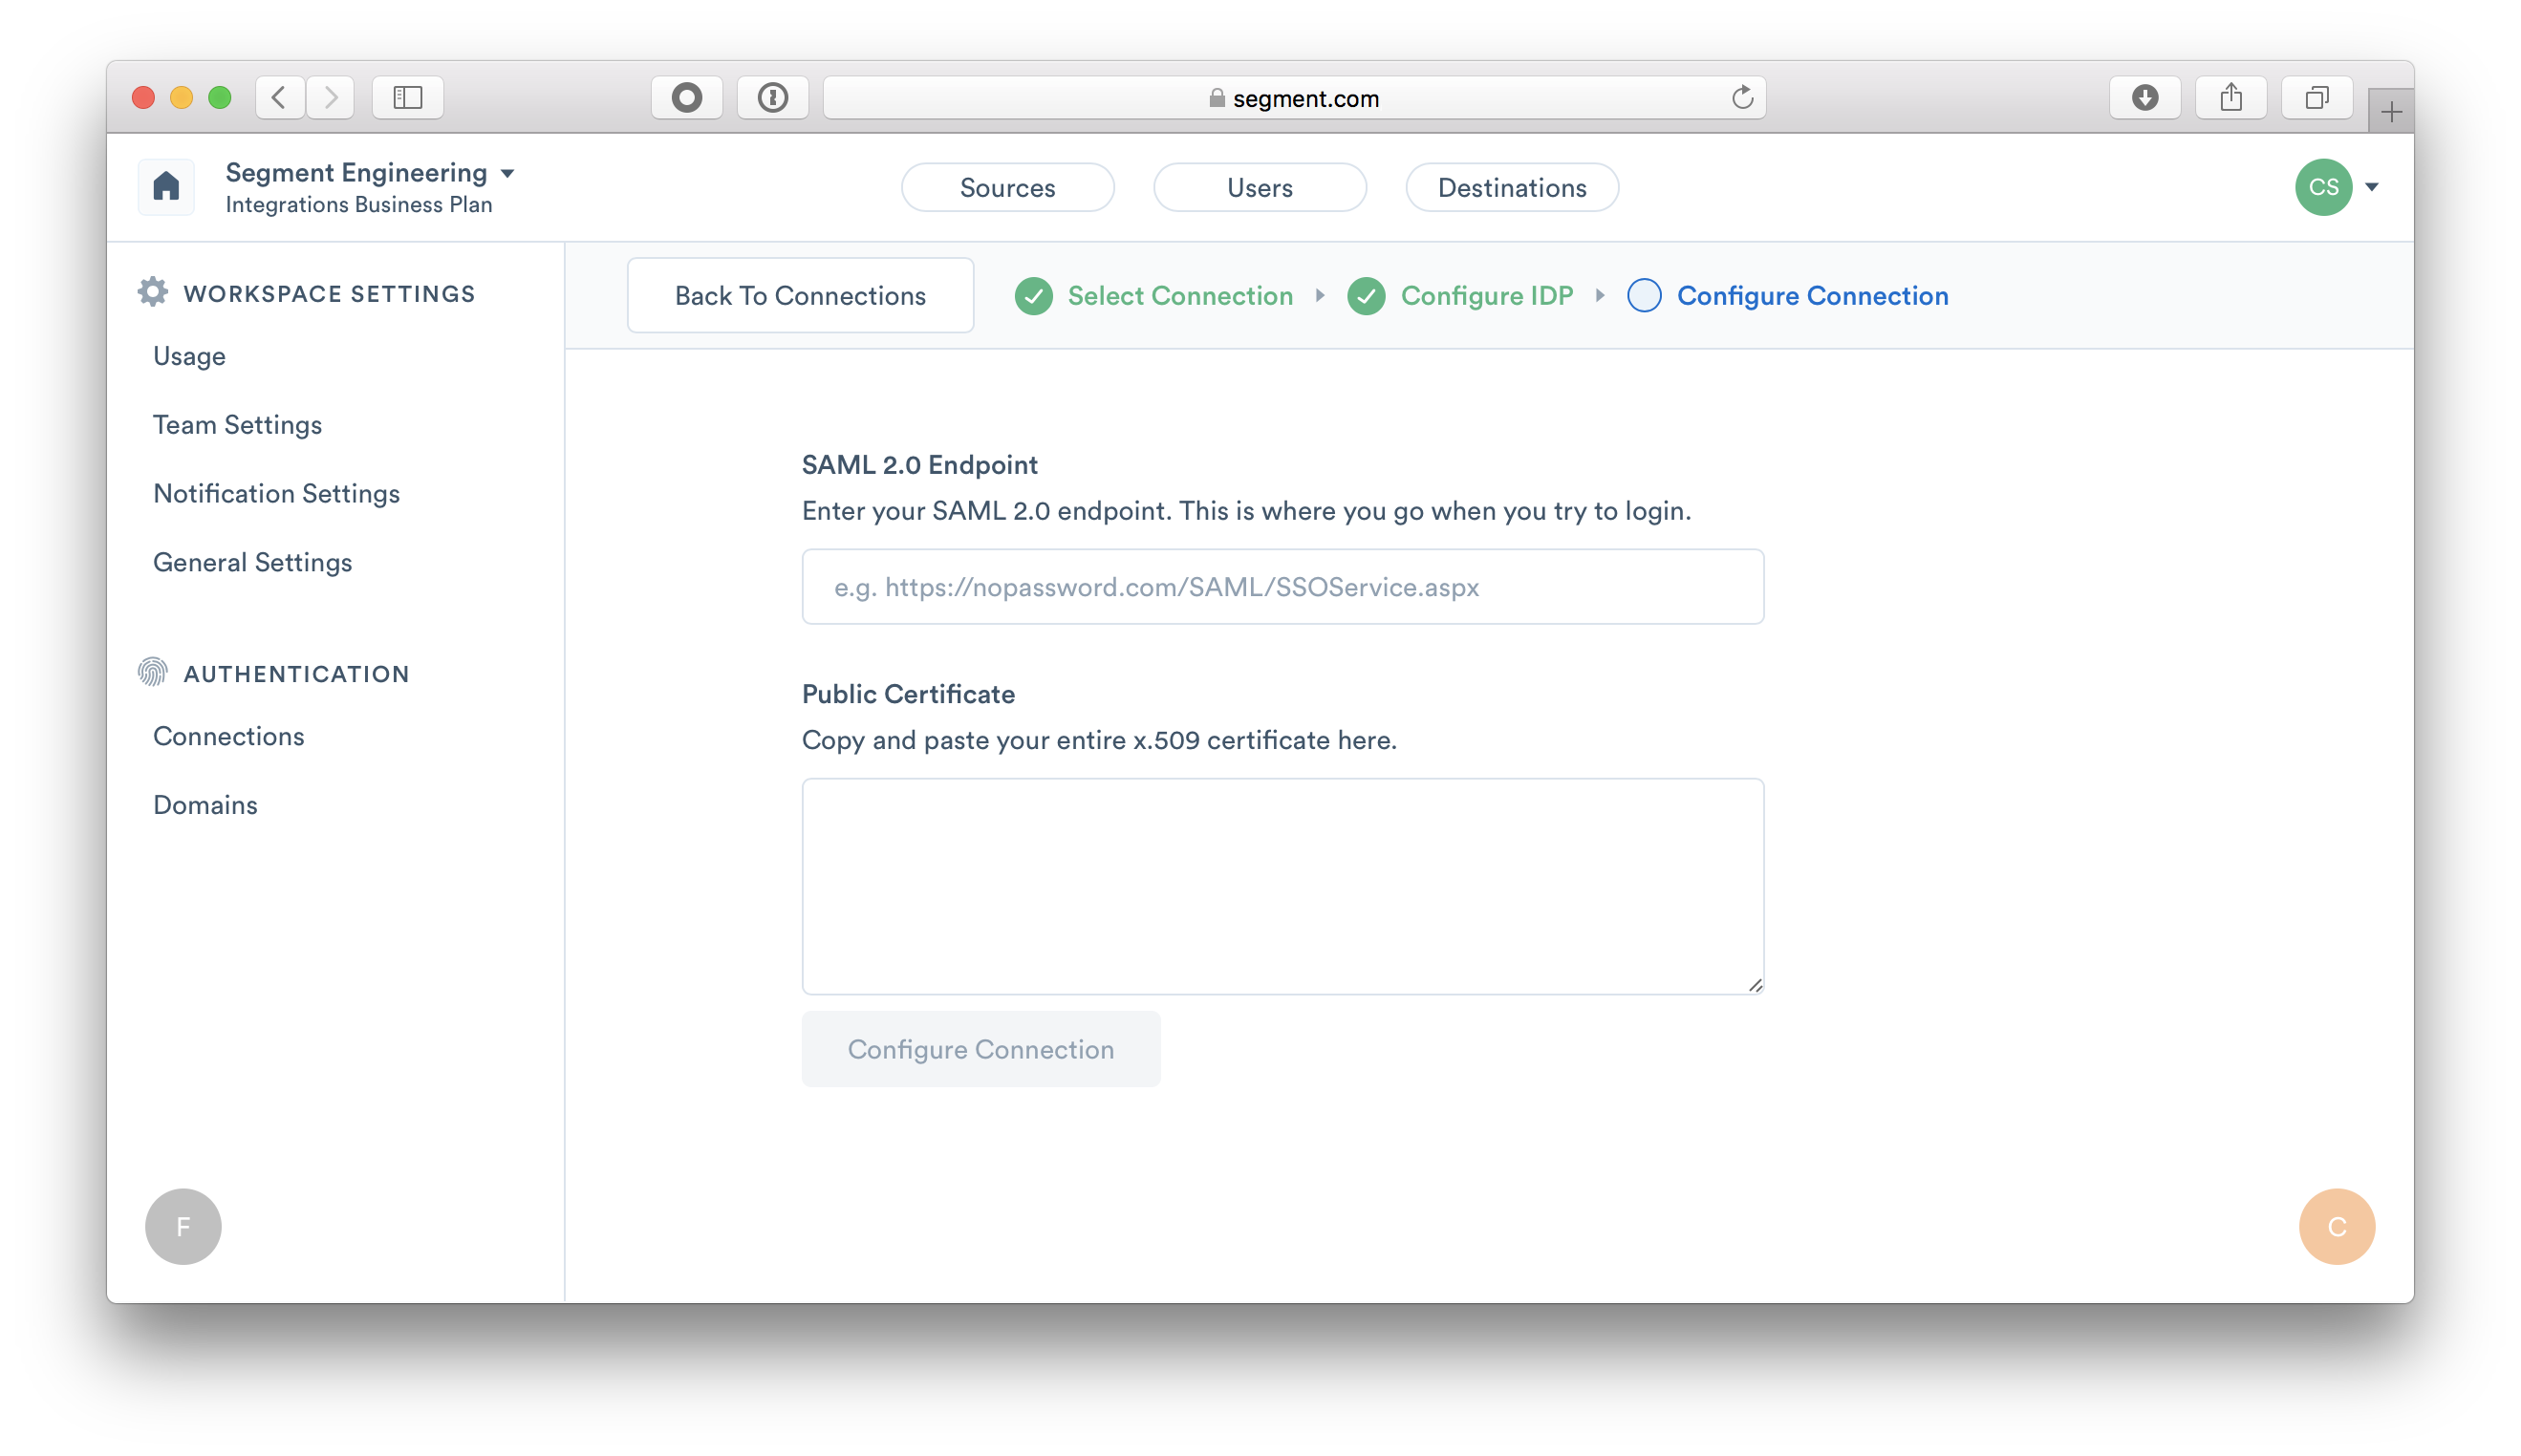 segment.com
Segment Engineering
Integrations Business Plan
Sources
Users
Destinations
CS
WORKSPACE SETTINGS
Usage
Team Settings
Notification Settings
General Settings
AUTHENTICATION
Connections
Domains
Back To Connections
Select Connection
Configure IDP
Configure Connection
SAML 2.0 Endpoint
Enter your SAML 2.0 endpoint. This is where you go when you try to login.
e.g. https://nopassword.com/SAML/SSOService.aspx
Public Certificate
Copy and paste your entire x.509 certificate here.
Configure Connection
F
C